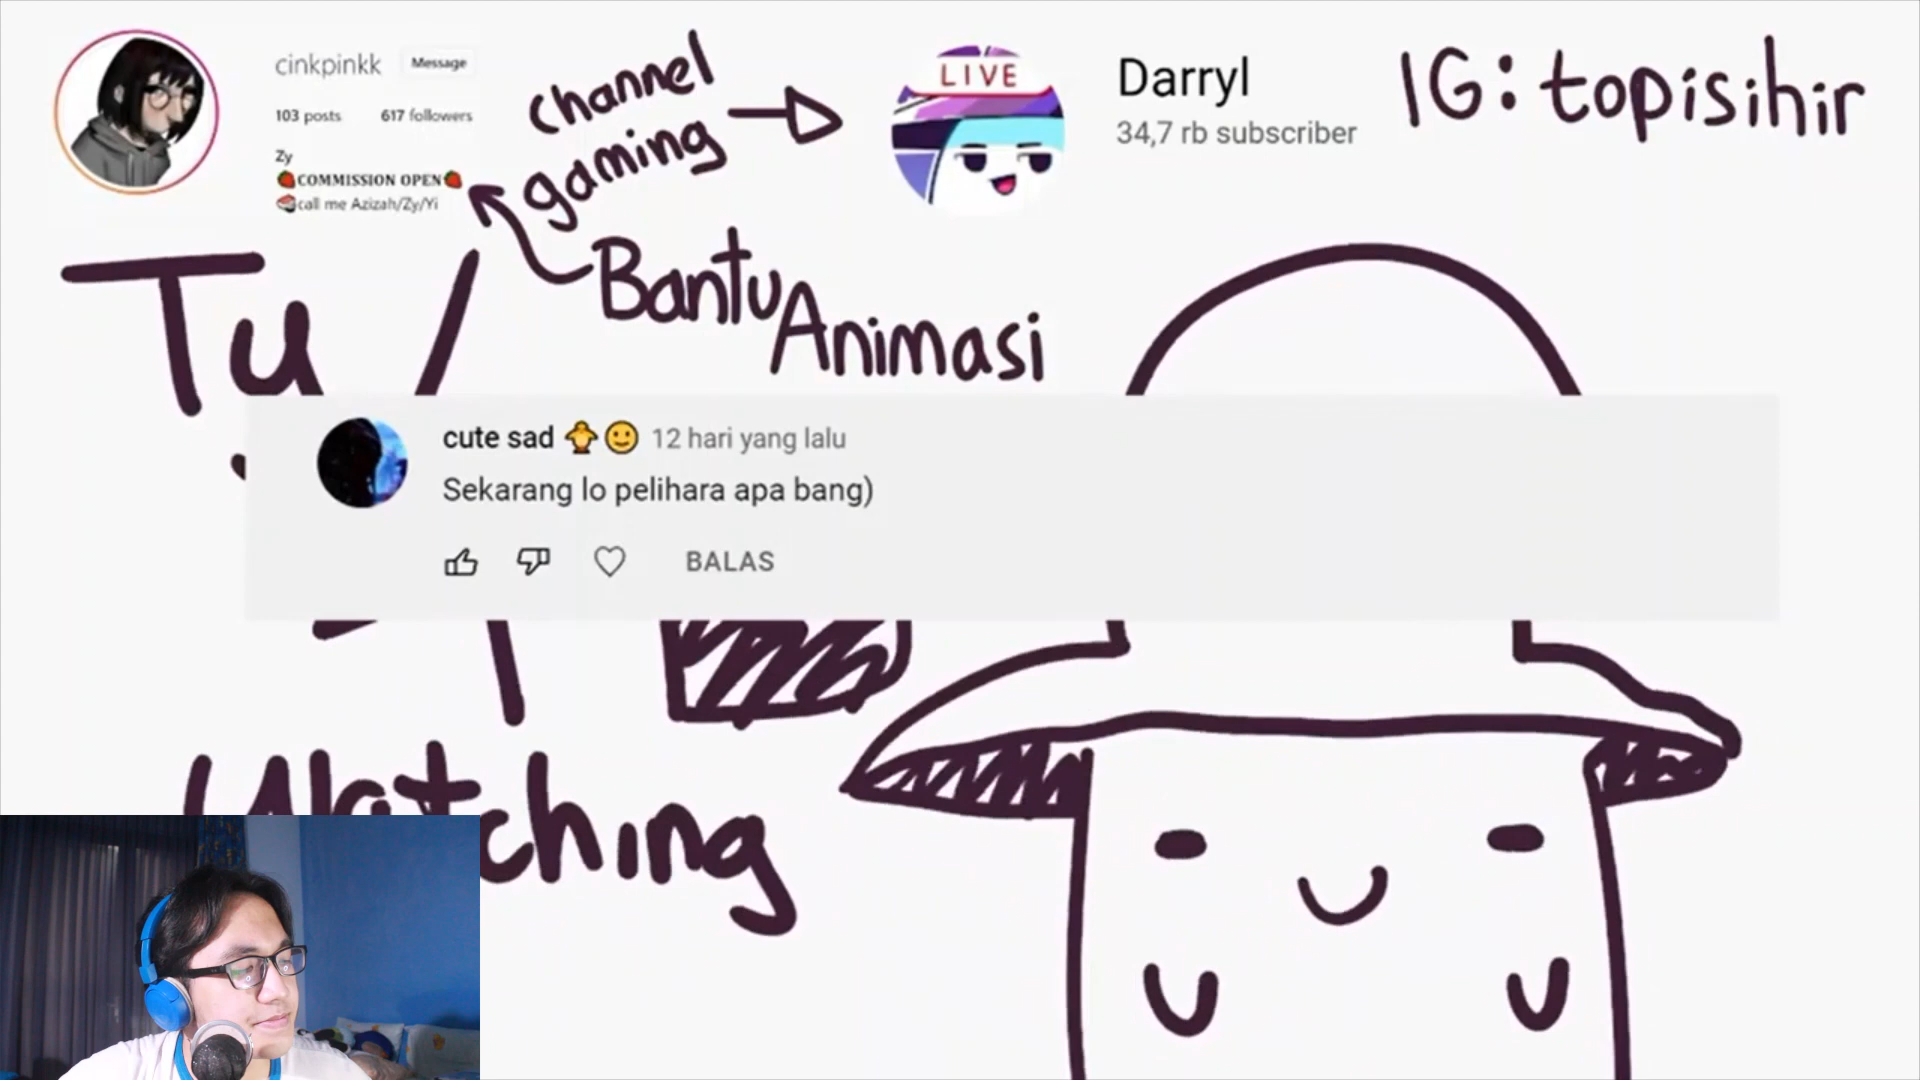 cinkpinkk Message
103 posts 617 followers
Zy
🍓COMMISSION OPEN🍓
🍣call me Azizah/Zy/Yi
channel
gaming
Bantu
Animasi
LIVE
Darryl
34,7 rb subscriber
IG: topisihir
Tu
cute sad 🐥🙂 12 hari yang lalu
Sekarang lo pelihara apa bang)
BALAS
Watching